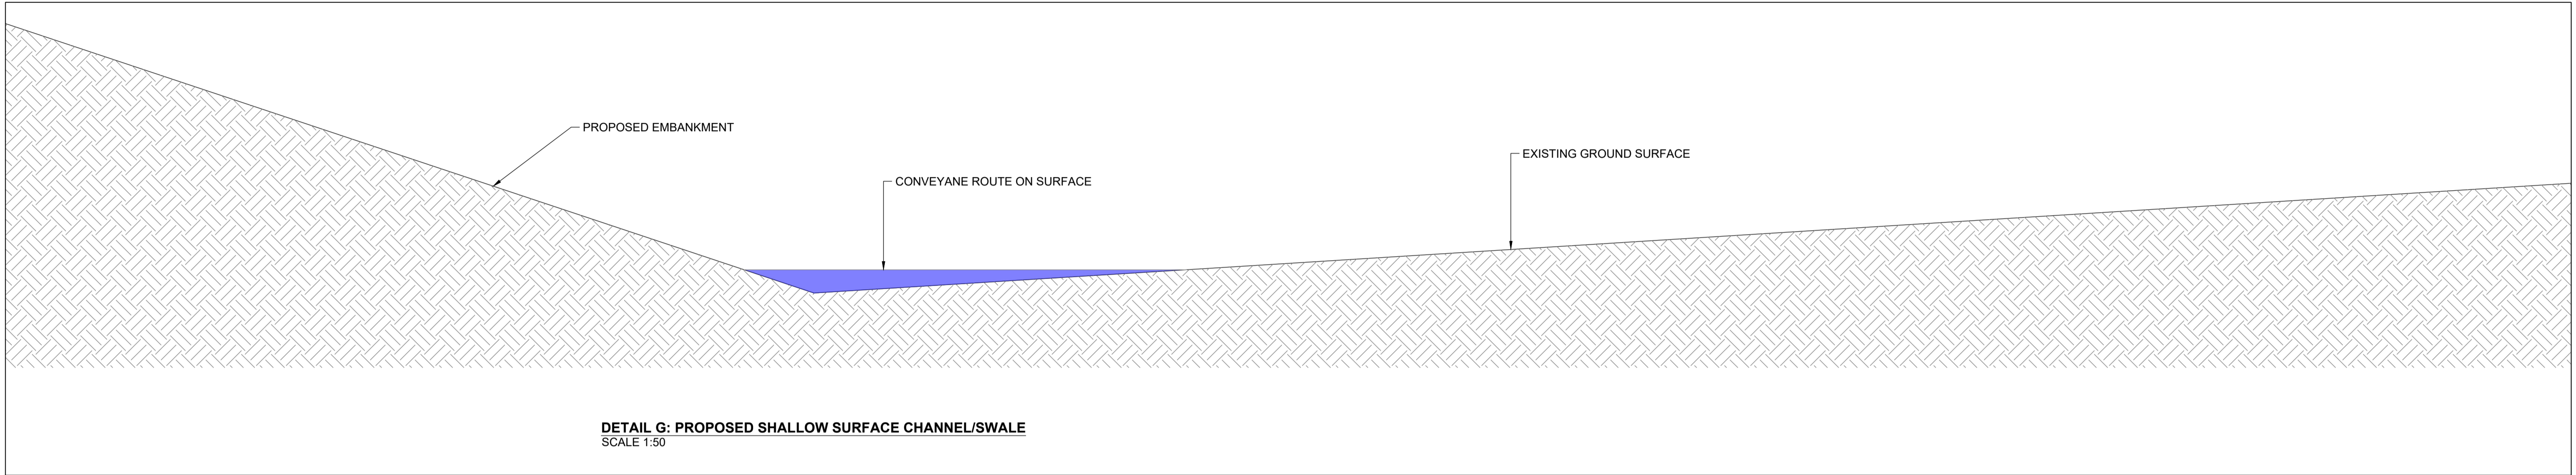 PROPOSED EMBANKMENT
EXISTING GROUND SURFACE
CONVEYANE ROUTE ON SURFACE
DETAIL G: PROPOSED SHALLOW SURFACE CHANNEL/SWALE
SCALE 1:50